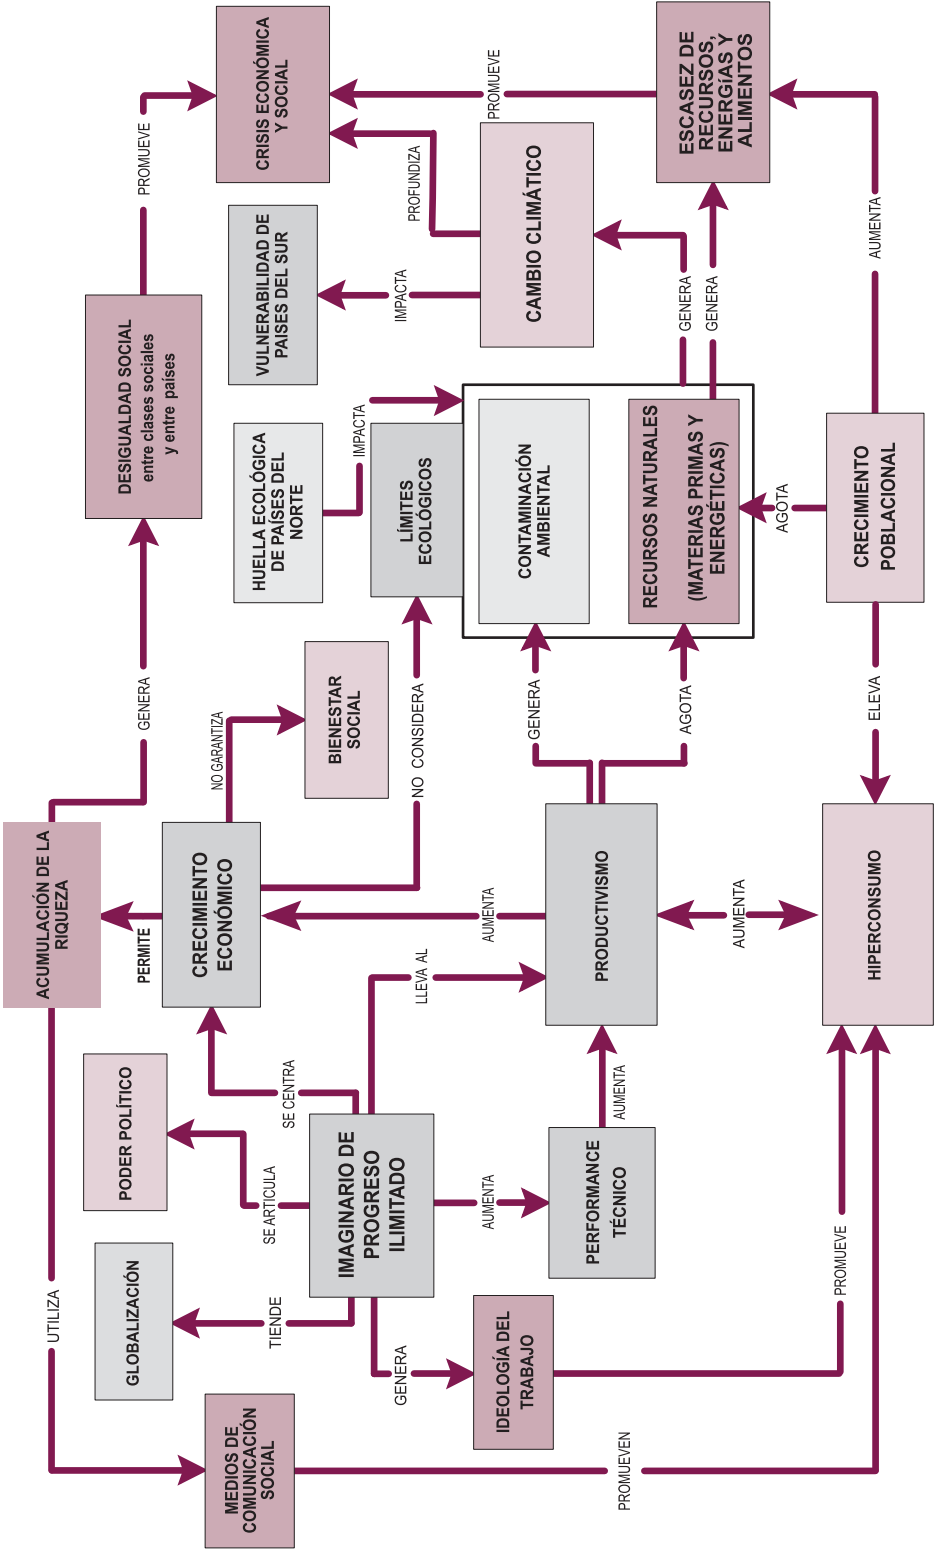 ACUMULACIÓN DE LA
RIQUEZA
UTILIZA
GENERA
PERMITE
DESIGUALDAD SOCIAL
entre clases sociales
y entre países
PROMUEVE
CRISIS ECONÓMICA
Y SOCIAL
MEDIOS DE
COMUNICACIÓN
SOCIAL
PROMUEVEN
GLOBALIZACIÓN
TIENDE
PODER POLÍTICO
SE ARTICULA
CRECIMIENTO
ECONÓMICO
SE CENTRA
NO GARANTIZA
BIENESTAR
SOCIAL
NO CONSIDERA
HUELLA ECOLÓGICA
DE PAÍSES DEL
NORTE
IMPACTA
LÍMITES
ECOLÓGICOS
VULNERABILIDAD DE
PAISES DEL SUR
IMPACTA
PROFUNDIZA
PROMUEVE
IMAGINARIO DE
PROGRESO
ILIMITADO
GENERA
AUMENTA
LLEVA AL
AUMENTA
IDEOLOGÍA DEL
TRABAJO
PROMUEVE
PERFORMANCE
TÉCNICO
AUMENTA
PRODUCTIVISMO
GENERA
AGOTA
CONTAMINACIÓN
AMBIENTAL
RECURSOS NATURALES
(MATERIAS PRIMAS Y
ENERGÉTICAS)
CAMBIO CLIMÁTICO
GENERA
GENERA
ESCASEZ DE
RECURSOS,
ENERGÍAS Y
ALIMENTOS
AUMENTA
HIPERCONSUMO
ELEVA
AGOTA
CRECIMIENTO
POBLACIONAL
AUMENTA